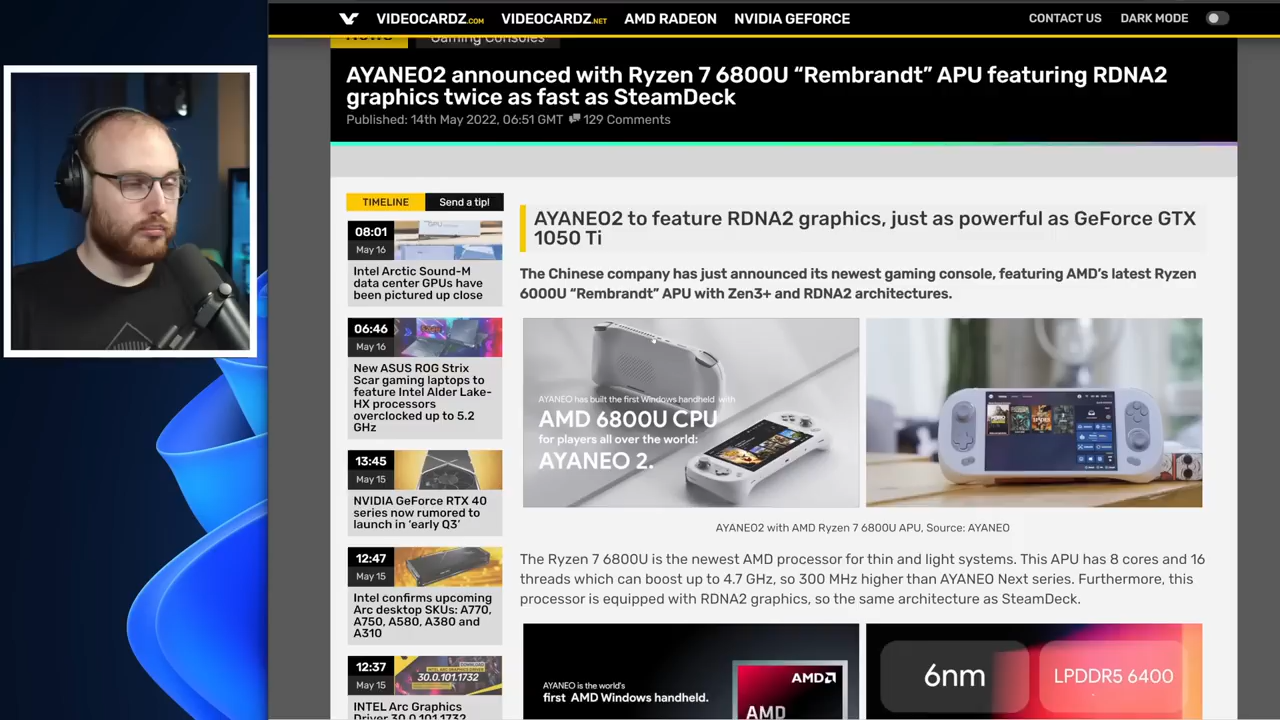 VIDEOCARDZ.COM
VIDEOCARDZ.NET
AMD RADEON
NVIDIA GEFORCE
CONTACT US
DARK MODE
News
Gaming Consoles
AYANEO2 announced with Ryzen 7 6800U “Rembrandt” APU featuring RDNA2
graphics twice as fast as SteamDeck
Published: 14th May 2022, 06:51 GMT
129 Comments
TIMELINE
Send a tip!
08:01
May 16
Intel Arctic Sound-M
data center GPUs have
been pictured up close
06:46
May 16
New ASUS ROG Strix
Scar gaming laptops to
feature Intel Alder Lake-
HX processors
overclocked up to 5.2
GHz
13:45
May 15
NVIDIA GeForce RTX 40
series now rumored to
launch in ‘early Q3’
12:47
May 15
Intel confirms upcoming
Arc desktop SKUs: A770,
A750, A580, A380 and
A310
12:37
May 15
30.0.101.1732
INTEL Arc Graphics
Driver 30.0.101.1732
AYANEO2 to feature RDNA2 graphics, just as powerful as GeForce GTX
1050 Ti
The Chinese company has just announced its newest gaming console, featuring AMD’s latest Ryzen
6000U “Rembrandt” APU with Zen3+ and RDNA2 architectures.
AYANEO has built the first Windows handheld with
AMD 6800U CPU
for players all over the world:
AYANEO 2.
AYANEO2 with AMD Ryzen 7 6800U APU, Source: AYANEO
The Ryzen 7 6800U is the newest AMD processor for thin and light systems. This APU has 8 cores and 16
threads which can boost up to 4.7 GHz, so 300 MHz higher than AYANEO Next series. Furthermore, this
processor is equipped with RDNA2 graphics, so the same architecture as SteamDeck.
AYANEO is the world's
first AMD Windows handheld.
AMD
AMD
6nm
LPDDR5 6400